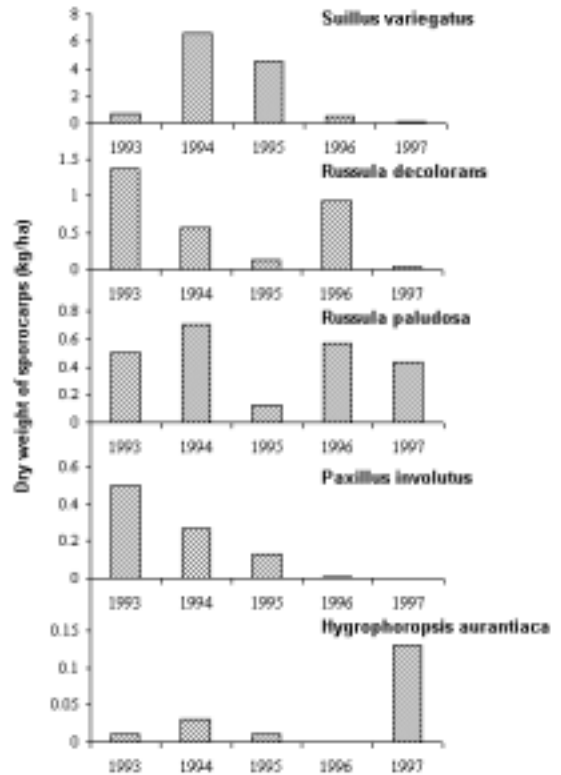 Dry weight of sporocarps (kg/ha)
Suillus variegatus
8
6
4
2
0
1993 1994 1995 1996 1997
Russula decolorans
1.5
1
0.5
0
1993 1994 1995 1996 1997
Russula paludosa
0.8
0.6
0.4
0.2
0
1993 1994 1995 1996 1997
Paxillus involutus
0.6
0.4
0.2
0
1993 1994 1995 1996 1997
Hygrophoropsis aurantiaca
0.15
0.1
0.05
0
1993 1994 1995 1996 1997